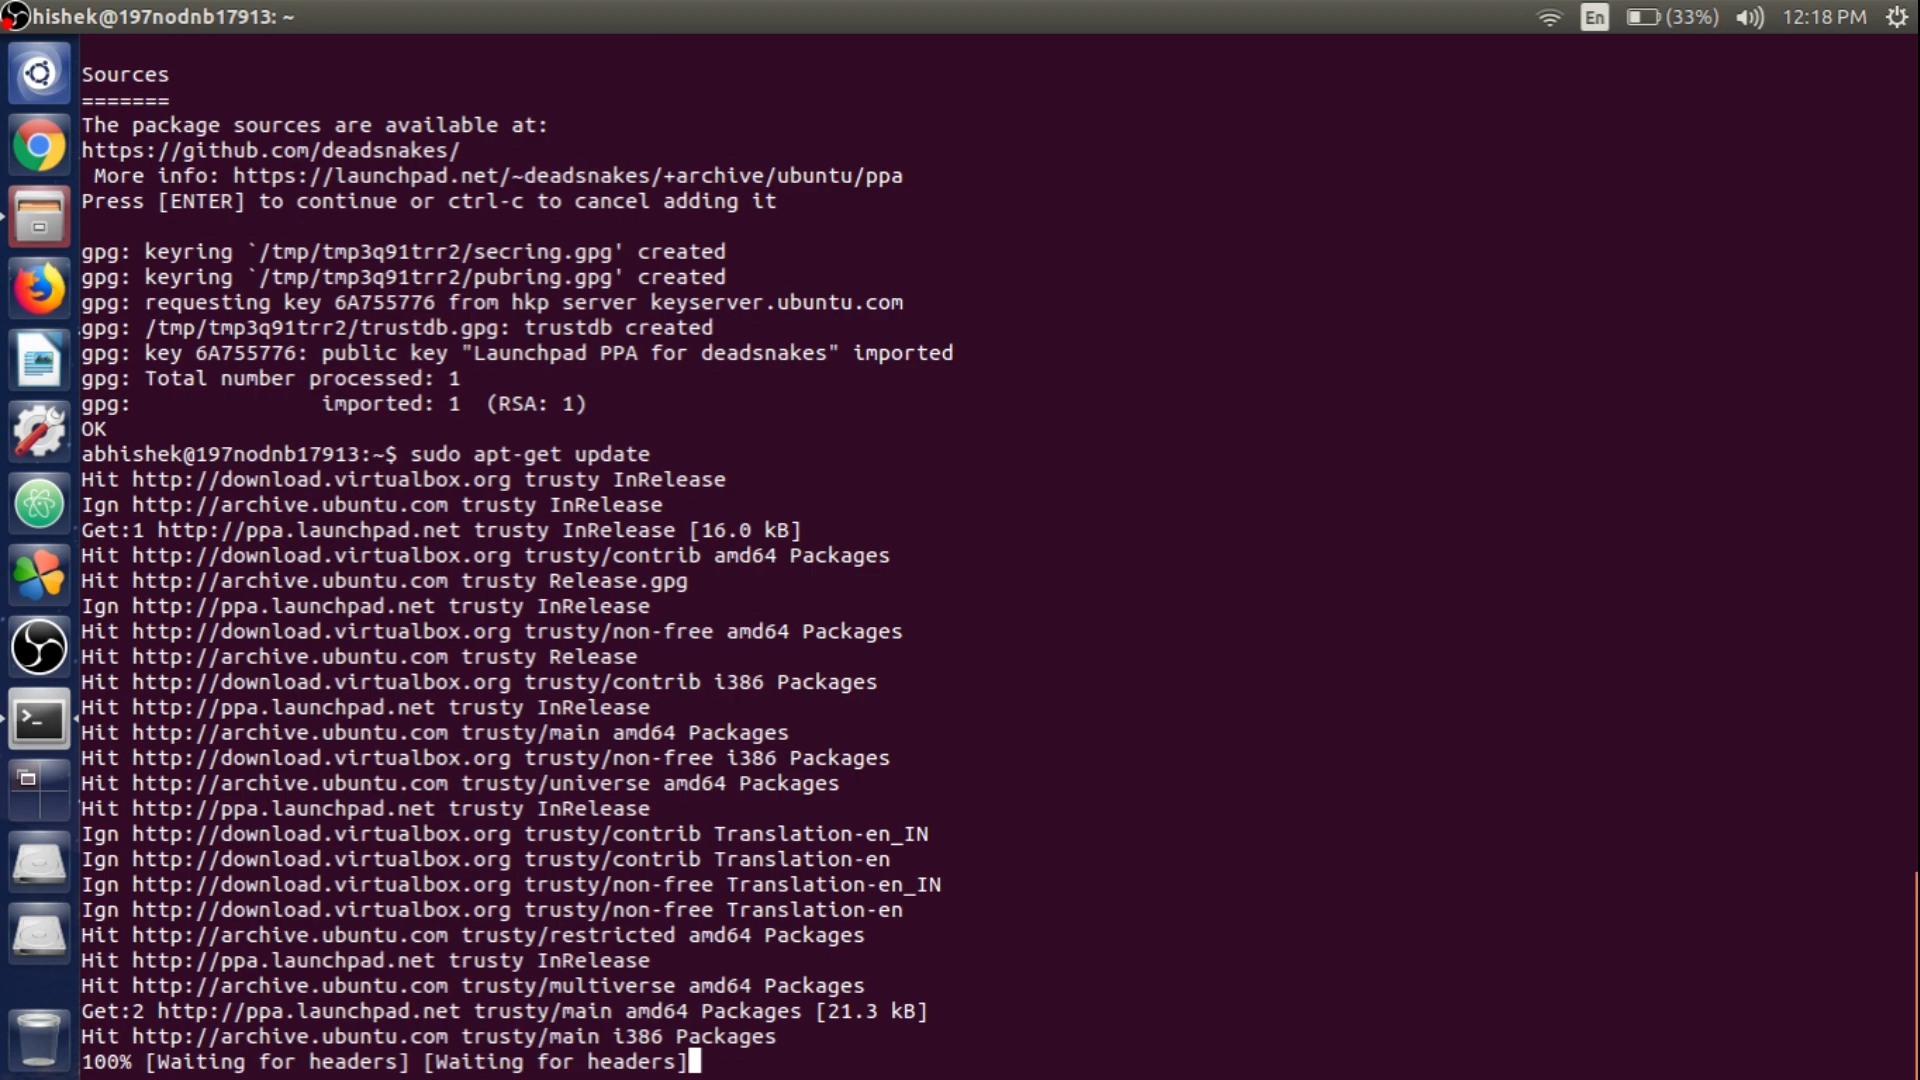 hishek@197nodnb17913: ~
En
(33%)
12:18 PM
Sources
=======
The package sources are available at:
https://github.com/deadsnakes/
 More info: https://launchpad.net/~deadsnakes/+archive/ubuntu/ppa
Press [ENTER] to continue or ctrl-c to cancel adding it
gpg: keyring `/tmp/tmp3q91trr2/secring.gpg' created
gpg: keyring `/tmp/tmp3q91trr2/pubring.gpg' created
gpg: requesting key 6A755776 from hkp server keyserver.ubuntu.com
gpg: /tmp/tmp3q91trr2/trustdb.gpg: trustdb created
gpg: key 6A755776: public key "Launchpad PPA for deadsnakes" imported
gpg: Total number processed: 1
gpg:               imported: 1  (RSA: 1)
OK
abhishek@197nodnb17913:~$ sudo apt-get update
Hit http://download.virtualbox.org trusty InRelease
Ign http://archive.ubuntu.com trusty InRelease
Get:1 http://ppa.launchpad.net trusty InRelease [16.0 kB]
Hit http://download.virtualbox.org trusty/contrib amd64 Packages
Hit http://archive.ubuntu.com trusty Release.gpg
Ign http://ppa.launchpad.net trusty InRelease
Hit http://download.virtualbox.org trusty/non-free amd64 Packages
Hit http://archive.ubuntu.com trusty Release
Hit http://download.virtualbox.org trusty/contrib i386 Packages
Hit http://ppa.launchpad.net trusty InRelease
Hit http://archive.ubuntu.com trusty/main amd64 Packages
Hit http://download.virtualbox.org trusty/non-free i386 Packages
Hit http://archive.ubuntu.com trusty/universe amd64 Packages
Hit http://ppa.launchpad.net trusty InRelease
Ign http://download.virtualbox.org trusty/contrib Translation-en_IN
Ign http://download.virtualbox.org trusty/contrib Translation-en
Ign http://download.virtualbox.org trusty/non-free Translation-en_IN
Ign http://download.virtualbox.org trusty/non-free Translation-en
Hit http://archive.ubuntu.com trusty/restricted amd64 Packages
Hit http://ppa.launchpad.net trusty InRelease
Hit http://archive.ubuntu.com trusty/multiverse amd64 Packages
Get:2 http://ppa.launchpad.net trusty/main amd64 Packages [21.3 kB]
Hit http://archive.ubuntu.com trusty/main i386 Packages
100% [Waiting for headers] [Waiting for headers]